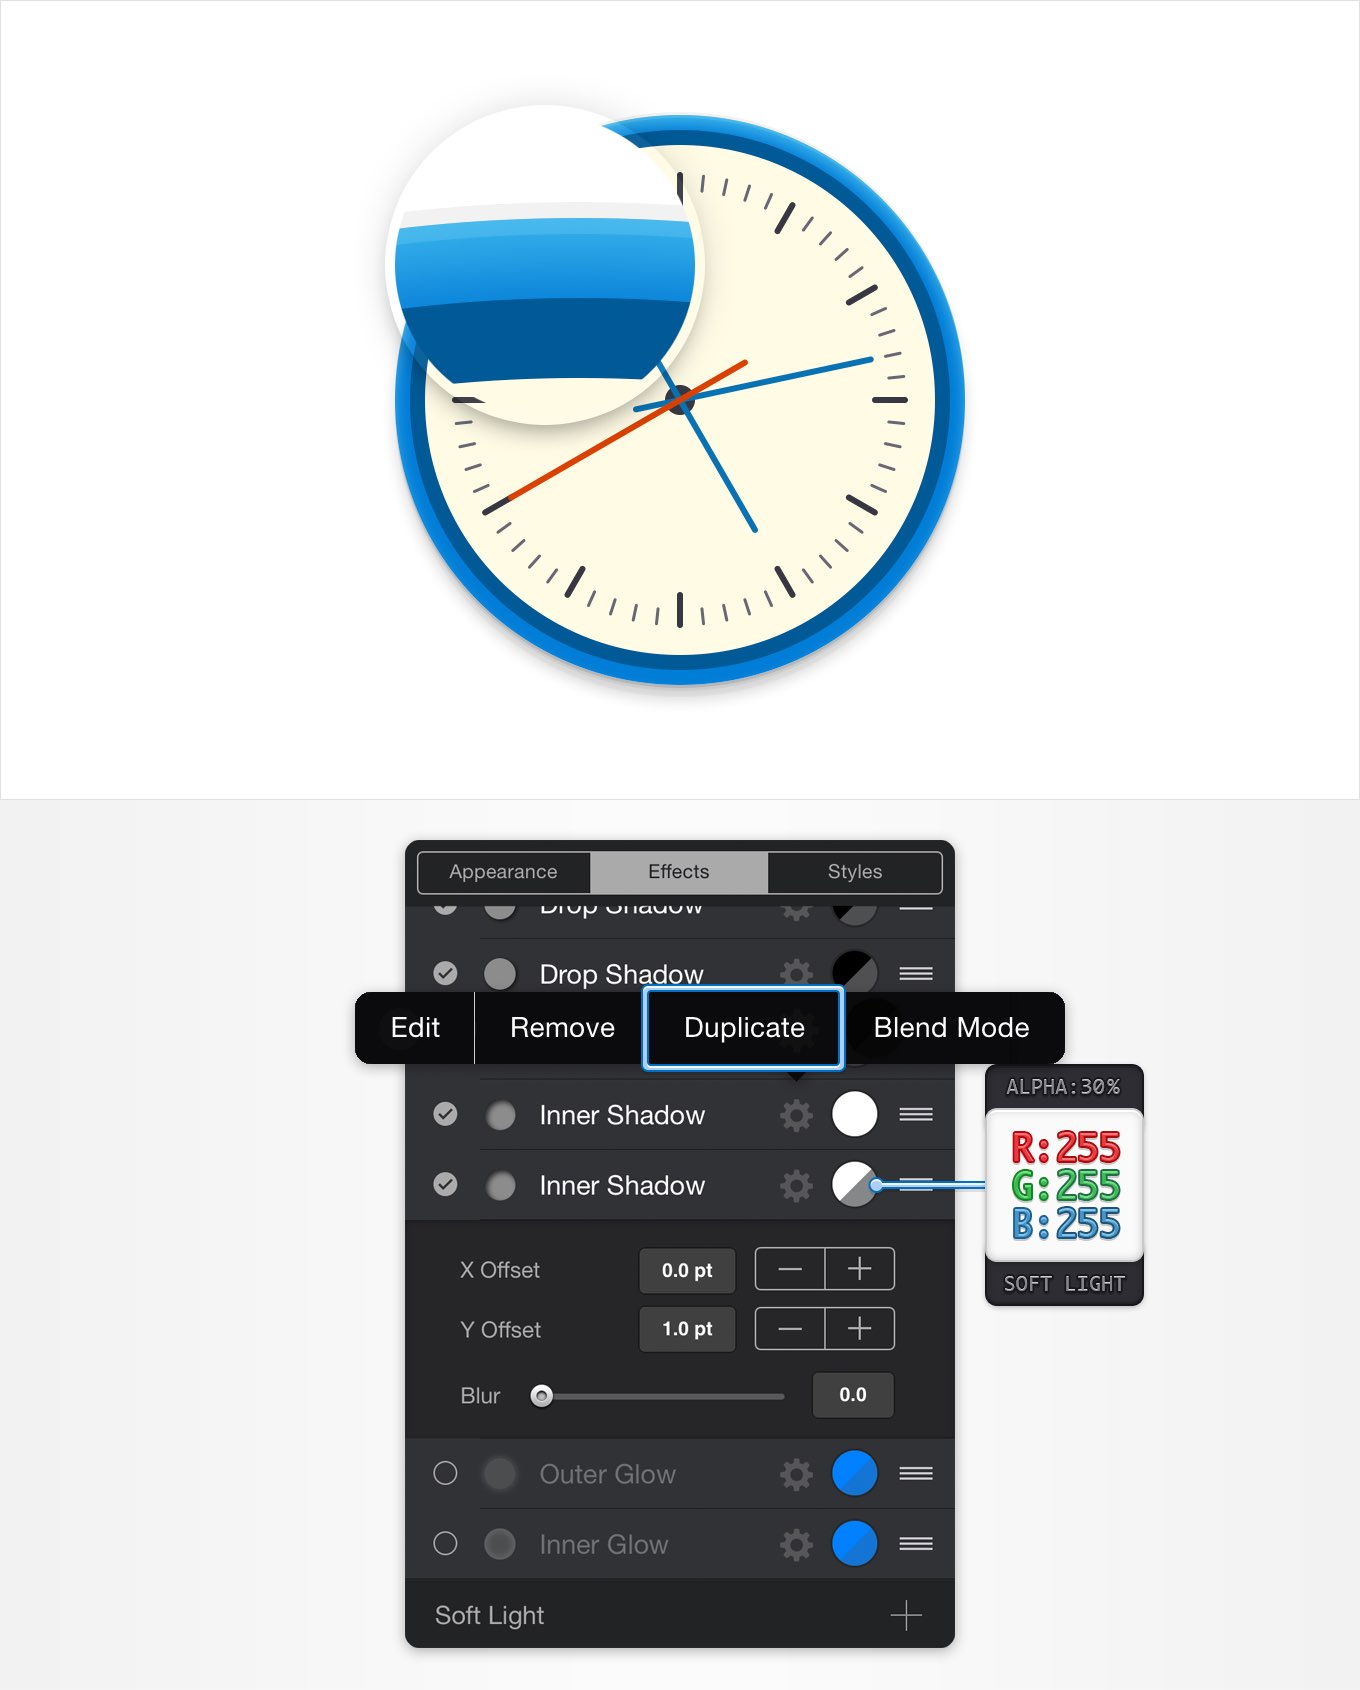 Appearance Effects Styles
Drop Shadow
Drop Shadow
Edit Remove Duplicate Blend Mode
ALPHA:30%
Inner Shadow
R:255
Inner Shadow
G:255
B:255
X Offset 0.0 pt
SOFT LIGHT
Y Offset 1.0 pt
Blur 0.0
Outer Glow
Inner Glow
Soft Light